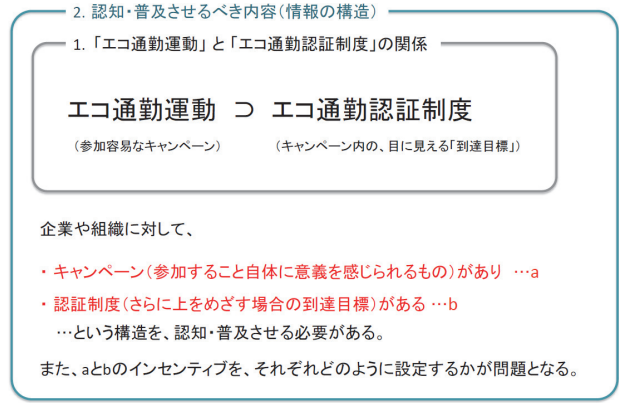 2. 認知・普及させるべき内容(情報の構造)
1. 「エコ通勤運動」と「エコ通勤認証制度」の関係
エコ通勤運動 ⊃ エコ通勤認証制度
(参加容易なキャンペーン) (キャンペーン内の、目に見える「到達目標」)
企業や組織に対して、
・キャンペーン(参加すること自体に意義を感じられるもの)があり …a
・認証制度(さらに上をめざす場合の到達目標)がある …b
…という構造を、認知・普及させる必要がある。
また、aとbのインセンティブを、それぞれどのように設定するかが問題となる。